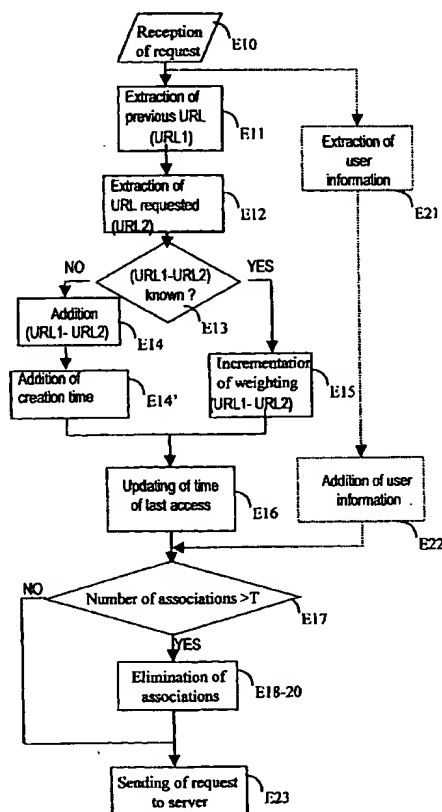 Reception
of request
E10
Extraction of
previous URL
(URL1)
E11
Extraction of
URL requested
(URL2)
E12
Extraction of
user
information
E21
NO
(URL1-URL2)
known ?
YES
E13
Addition
(URL1- URL2)
E14
Addition of
creation time
E14'
Incrementation
of weighting
(URL1- URL2)
E15
Updating of time
of last access
E16
Addition of user
information
E22
NO
Number of associations >T
E17
YES
Elimination of
associations
E18-20
Sending of request
to server
E23